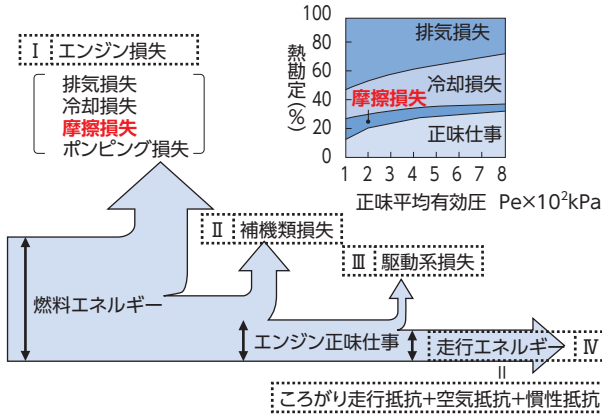 Ⅰ エンジン損失
排気損失
冷却損失
摩擦損失
ポンピング損失
熱勘定(%)
100
80
60
40
20
0
排気損失
冷却損失
摩擦損失
正味仕事
1 2 3 4 5 6 7 8
正味平均有効圧 Pe×10²kPa
Ⅱ 補機類損失
Ⅲ 駆動系損失
燃料エネルギー
エンジン正味仕事
走行エネルギ Ⅳ
=
ころがり走行抵抗+空気抵抗+慣性抵抗